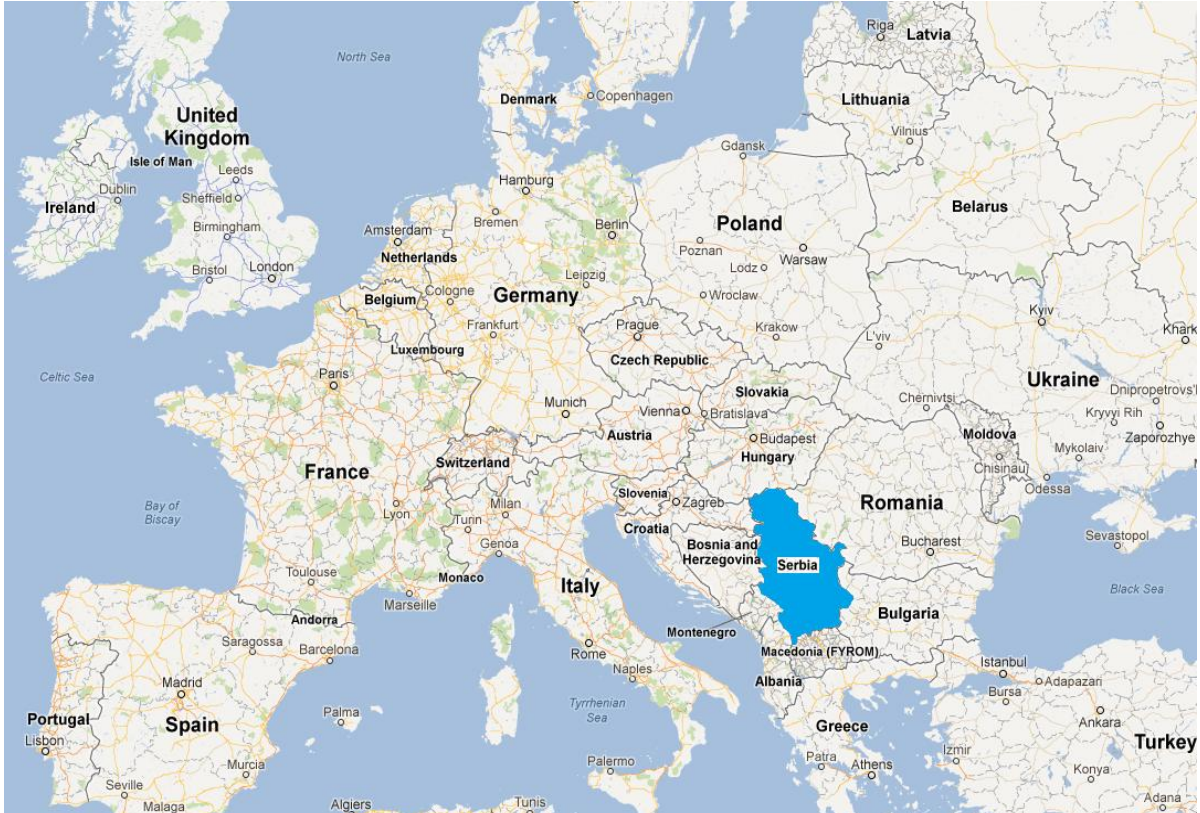 Riga
Latvia
North Sea
Denmark
Copenhagen
Lithuania
Vilnius
United
Kingdom
Isle of Man
Leeds
Dublin
Sheffield
Ireland
Birmingham
Bristol
London
Gdansk
Hamburg
Bremen
Berlin
Amsterdam
Netherlands
Poland
Poznan
Warsaw
Lodz
Belarus
Leipzig
Belgium
Cologne
Germany
Wroclaw
Kyiv
Khark
Frankfurt
Prague
Krakow
L'viv
Luxembourg
Czech Republic
Celtic Sea
Paris
Ukraine
Dnipropetrovs'l
Slovakia
Chernivtsi
Kryvyi Rih
Munich
Vienna
Bratislava
Zaporozhye
Austria
Budapest
Hungary
Moldova
Chisinau
Mykolaiv
Odessa
France
Switzerland
Bay of
Biscay
Lyon
Milan
Turin
Slovenia
Zagreb
Romania
Croatia
Genoa
Bosnia and
Herzegovina
Bucharest
Sevastopol
Serbia
Toulouse
Monaco
Italy
Marseille
Black Sea
Andorra
Bulgaria
Montenegro
Saragossa
Barcelona
Rome
Macedonia (FYROM)
Naples
Istanbul
Adapazari
Albania
Bursa
Madrid
Palma
Tyrrhenian
Sea
Portugal
Spain
Greece
Ankara
Lisbon
Turkey
Izmir
Palermo
Patra
Athens
Konya
Murcia
Seville
Malaga
Algiers
Tunis
Adana